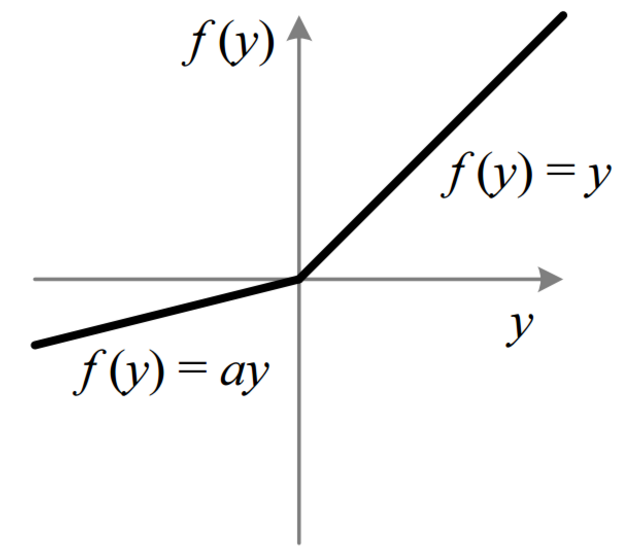 f(y)
f(y) = y
y
f(y) = ay